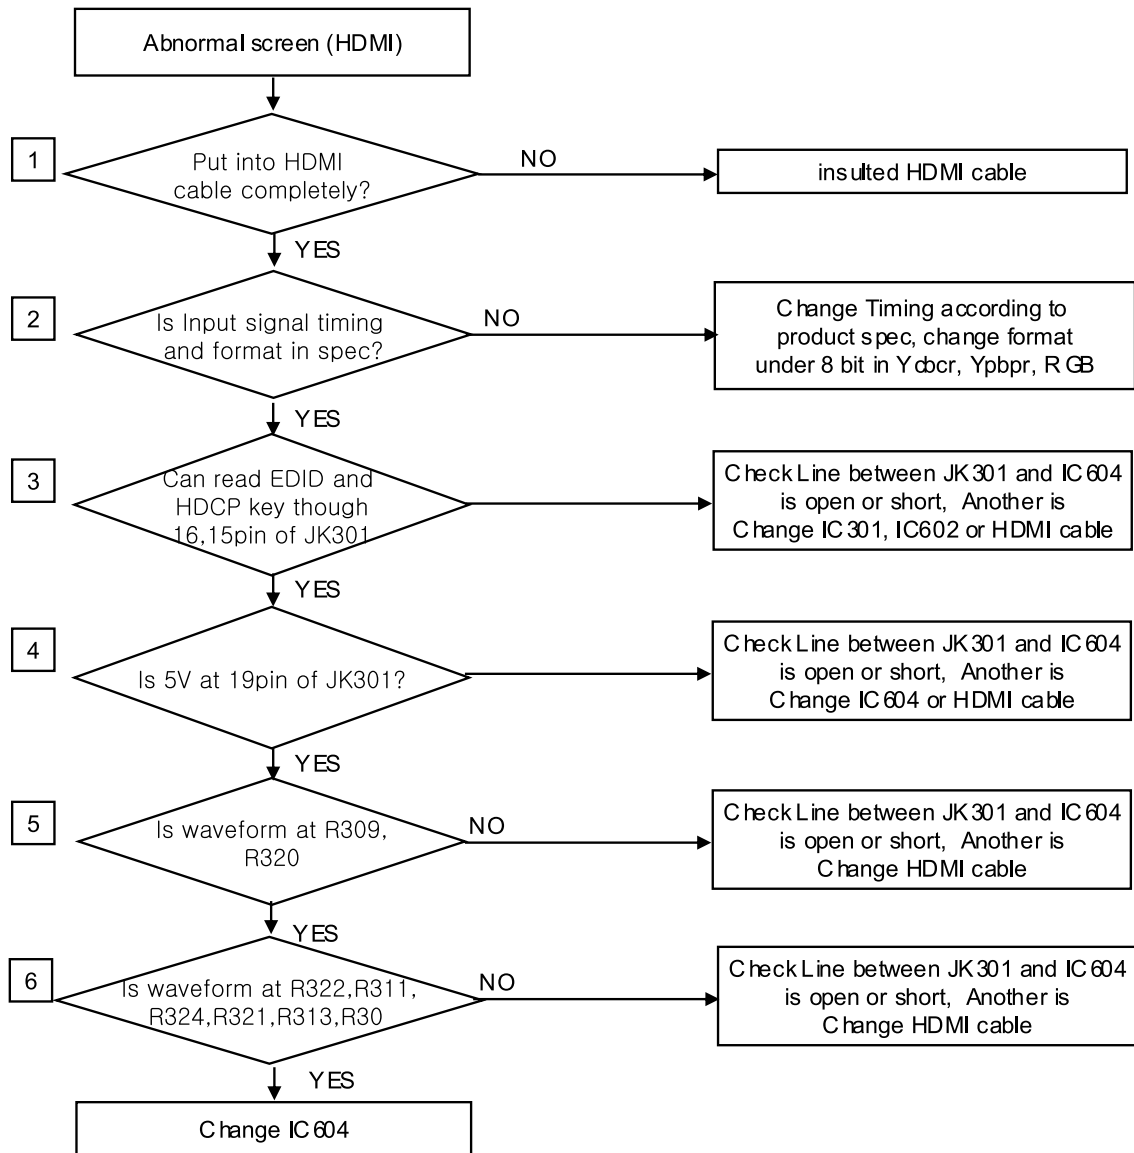 Abnormal screen (HDMI)
1
Put into HDMI
cable completely?
NO
insulted HDMI cable
YES
2
Is Input signal timing
and format in spec?
NO
Change Timing according to
product spec, change format
under 8 bit in Ycbcr, Ypbpr, RGB
YES
3
Can read EDID and
HDCP key though
16,15pin of JK301
Check Line between JK301 and IC604
is open or short, Another is
Change IC301, IC602 or HDMI cable
YES
4
Is 5V at 19pin of JK301?
Check Line between JK301 and IC604
is open or short, Another is
Change IC604 or HDMI cable
YES
5
Is waveform at R309,
R320
NO
Check Line between JK301 and IC604
is open or short, Another is
Change HDMI cable
YES
6
Is waveform at R322,R311,
R324,R321,R313,R30
NO
Check Line between JK301 and IC604
is open or short, Another is
Change HDMI cable
YES
Change IC604